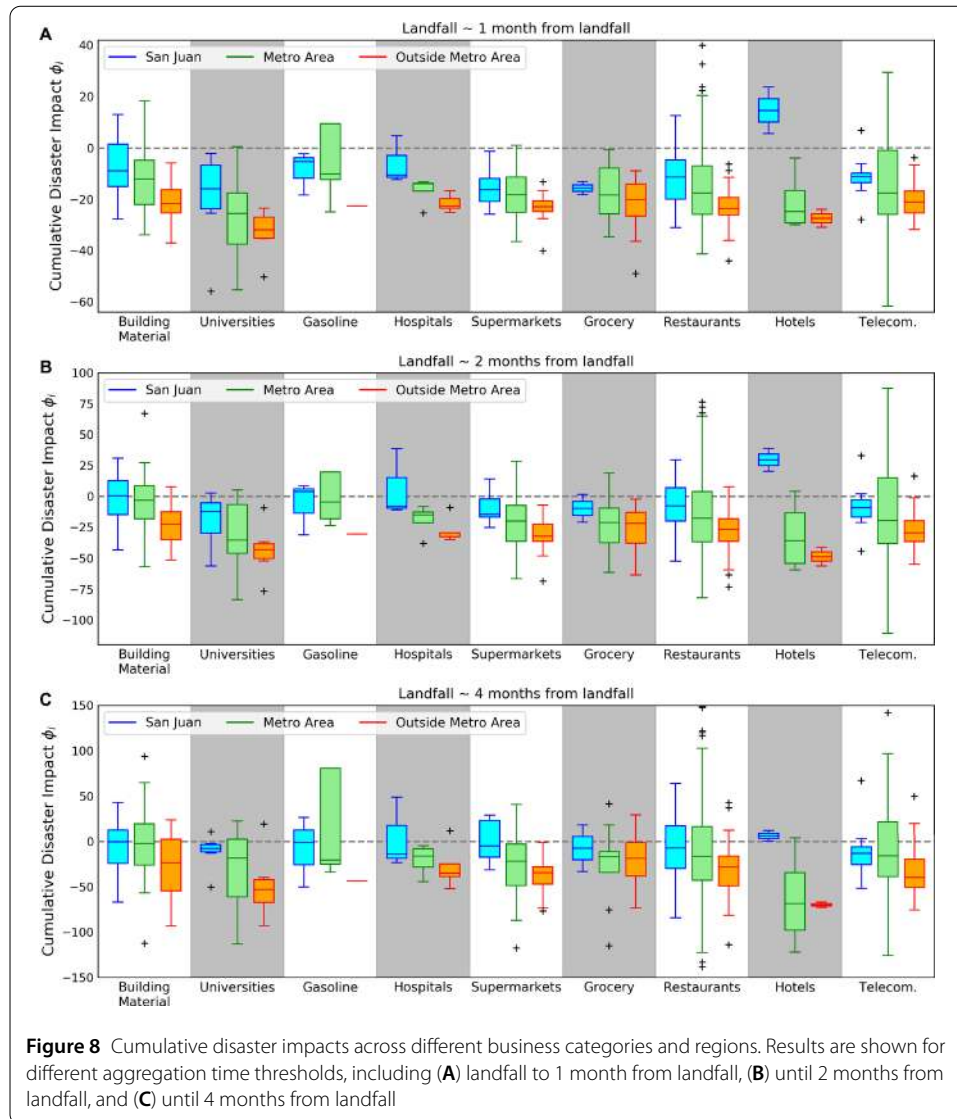 A
Landfall ~ 1 month from landfall
San Juan Metro Area Outside Metro Area
Cumulative Disaster Impact ϕi
40
20
0
−20
−40
−60
Building Material Universities Gasoline Hospitals Supermarkets Grocery Restaurants Hotels Telecom.
B
Landfall ~ 2 months from landfall
San Juan Metro Area Outside Metro Area
Cumulative Disaster Impact ϕi
100
75
50
25
0
−25
−50
−75
−100
Building Material Universities Gasoline Hospitals Supermarkets Grocery Restaurants Hotels Telecom.
C
Landfall ~ 4 months from landfall
San Juan Metro Area Outside Metro Area
Cumulative Disaster Impact ϕi
150
100
50
0
−50
−100
−150
Building Material Universities Gasoline Hospitals Supermarkets Grocery Restaurants Hotels Telecom.
Figure 8 Cumulative disaster impacts across different business categories and regions. Results are shown for
different aggregation time thresholds, including (A) landfall to 1 month from landfall, (B) until 2 months from
landfall, and (C) until 4 months from landfall